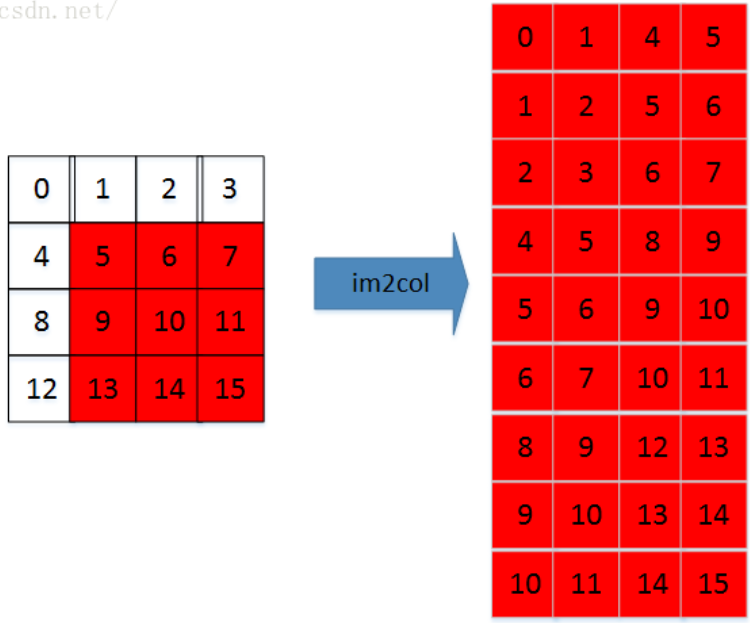 csdn.net/
0 1 2 3
4 5 6 7
8 9 10 11
12 13 14 15
im2col
0 1 4 5
1 2 5 6
2 3 6 7
4 5 8 9
5 6 9 10
6 7 10 11
8 9 12 13
9 10 13 14
10 11 14 15